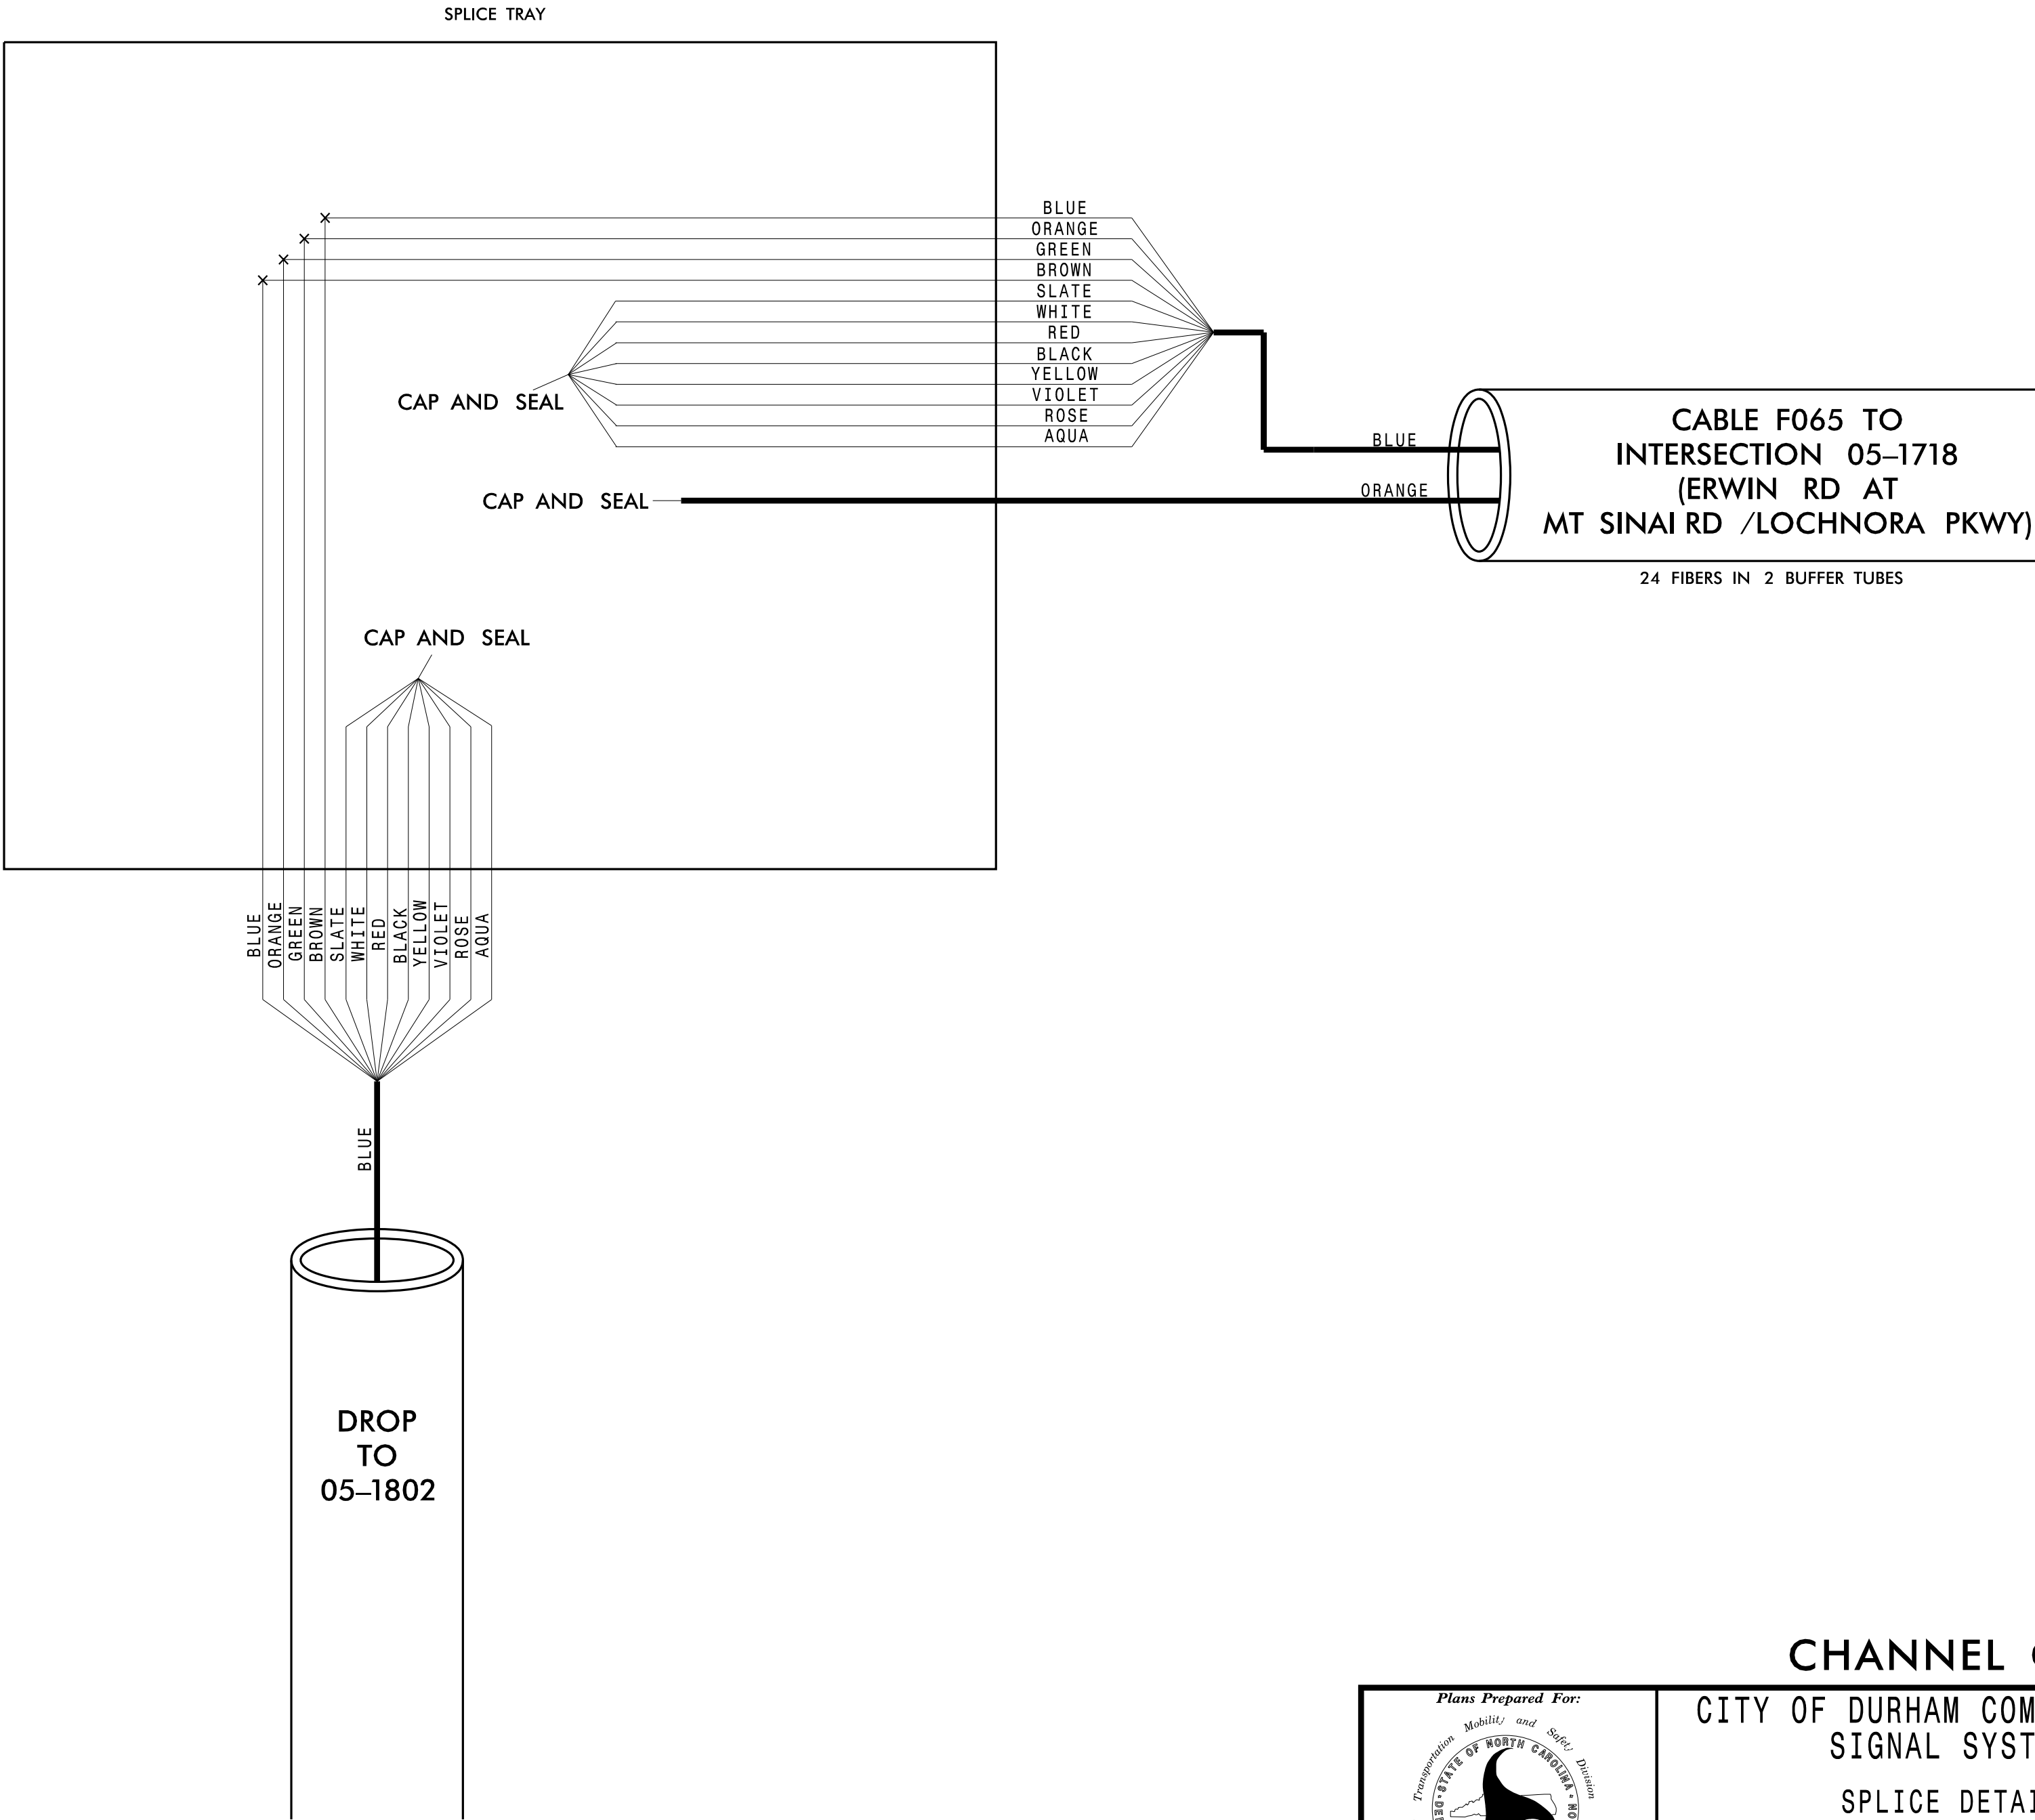 SPLICE TRAY
BLUE
ORANGE
GREEN
BROWN
SLATE
WHITE
RED
BLACK
YELLOW
VIOLET
ROSE
AQUA
CAP AND SEAL
BLUE
ORANGE
CAP AND SEAL
CABLE F065 TO
INTERSECTION 05–1718
(ERWIN RD AT
MT SINAI RD /LOCHNORA PKWY)
24 FIBERS IN 2 BUFFER TUBES
CAP AND SEAL
BLUE
ORANGE
GREEN
BROWN
SLATE
WHITE
RED
BLACK
YELLOW
VIOLET
ROSE
AQUA
BLUE
DROP
TO
05–1802
CHANNEL
Plans Prepared For:
Transportation Mobility and Safety Division
STATE OF NORTH CAROLINA
CITY OF DURHAM COM
SIGNAL SYST
SPLICE DETAI